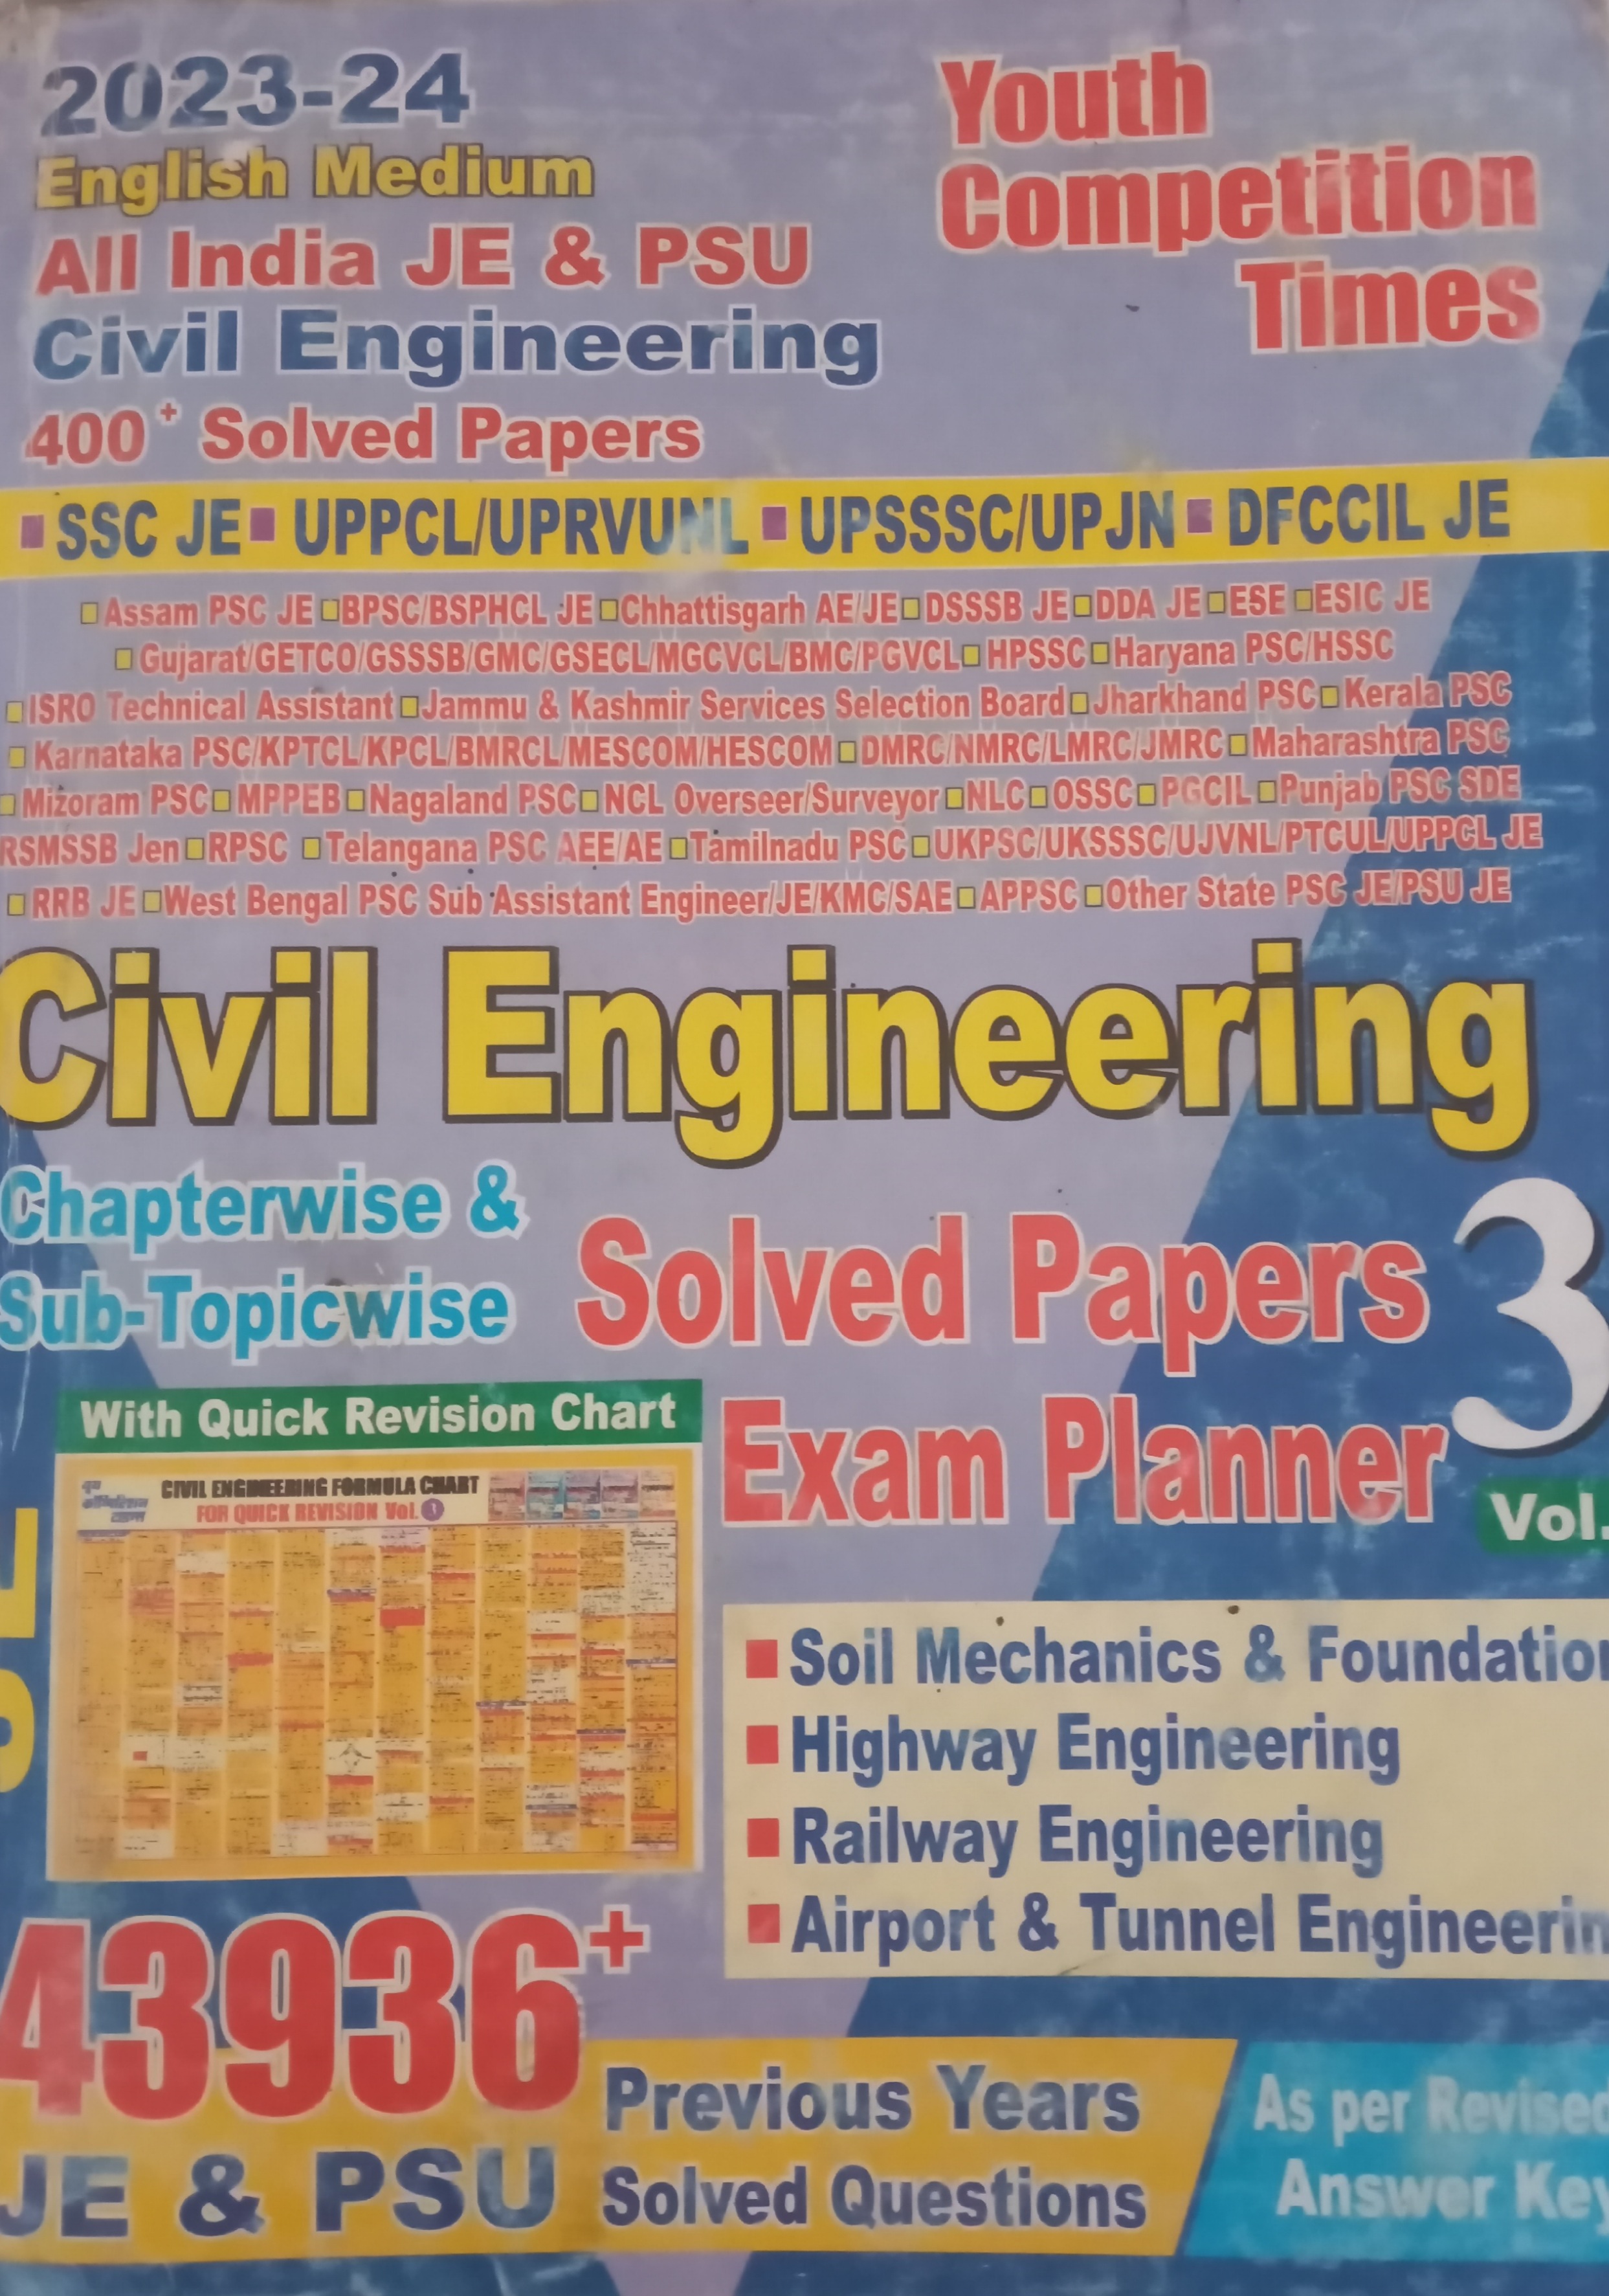 2023-24
English Medium
All India JE & PSU
Civil Engineering
400+ Solved Papers
Youth
Competition
Times
SSC JE UPPCL/UPRVUNL UPSSSC/UPJN DFCCIL JE
Assam PSC JE BPSC/BSPHCL JE Chhattisgarh AE/JE DSSSB JE DDA JE ESE ESIC JE
Gujarat/GETCO/GSSSB/GMC/GSECL/MGCVCL/BMC/PGVCL HPSSC Haryana PSC/HSSC
ISRO Technical Assistant Jammu & Kashmir Services Selection Board Jharkhand PSC Kerala PSC
Karnataka PSC/KPTCL/KPCL/BMRCL/MESCOM/HESCOM DMRC/NMRC/LMRC/JMRC Maharashtra PSC
Mizoram PSC MPPEB Nagaland PSC NCL Overseer/Surveyor NLC OSSC PGCIL Punjab PSC SDE
RSMSSB Jen RPSC Telangana PSC AEE/AE Tamilnadu PSC UKPSC/UKSSSC/UJVNL/PTCUL/UPPCL JE
RRB JE West Bengal PSC Sub Assistant Engineer/JE/KMC/SAE APPSC Other State PSC JE/PSU JE
Civil Engineering
Chapterwise &
Sub-Topicwise
Solved Papers
Exam Planner
3
Vol.
With Quick Revision Chart
CIVIL ENGINEERING FORMULA CHART
FOR QUICK REVISION Vol. 3
Soil Mechanics & Foundation
Highway Engineering
Railway Engineering
Airport & Tunnel Engineerin
43936+
JE & PSU
Previous Years
Solved Questions
As per Revised
Answer Key